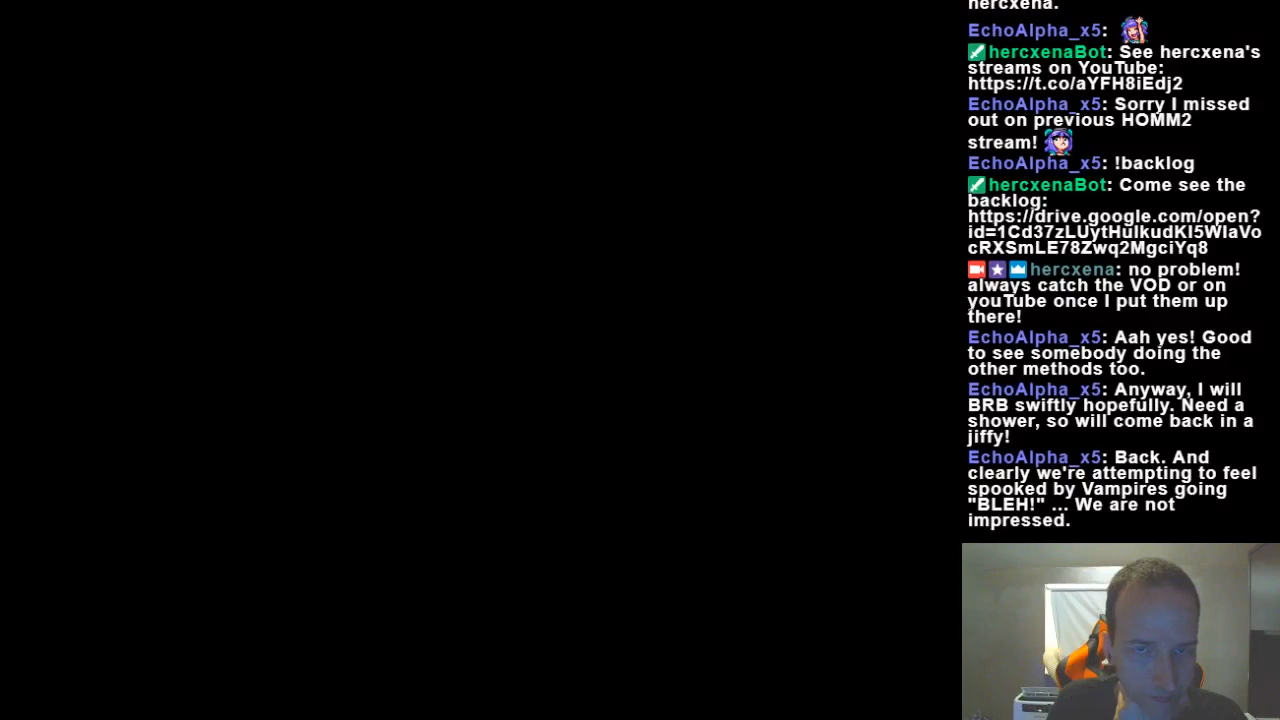 hercxena.
EchoAlpha_x5:
hercxenaBot: See hercxena's
streams on YouTube:
https://t.co/aYFH8iEdj2
EchoAlpha_x5: Sorry I missed
out on previous HOMM2
stream!
EchoAlpha_x5: !backlog
hercxenaBot: Come see the
backlog:
https://drive.google.com/open?
id=1Cd37zLUytHulkudKl5WlaVo
cRXSmLE78Zwq2MgciYq8
hercxena: no problem!
always catch the VOD or on
youTube once I put them up
there!
EchoAlpha_x5: Aah yes! Good
to see somebody doing the
other methods too.
EchoAlpha_x5: Anyway, I will
BRB swiftly hopefully. Need a
shower, so will come back in a
jiffy!
EchoAlpha_x5: Back. And
clearly we're attempting to feel
spooked by Vampires going
"BLEH!" ... We are not
impressed.